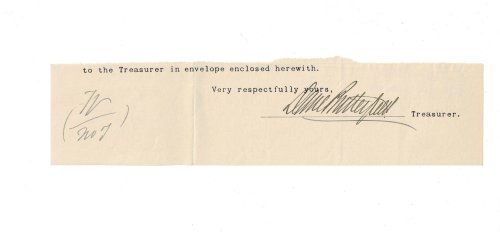 to the Treasurer in envelope enclosed herewith.
Very respectfully yours,
Treasurer.